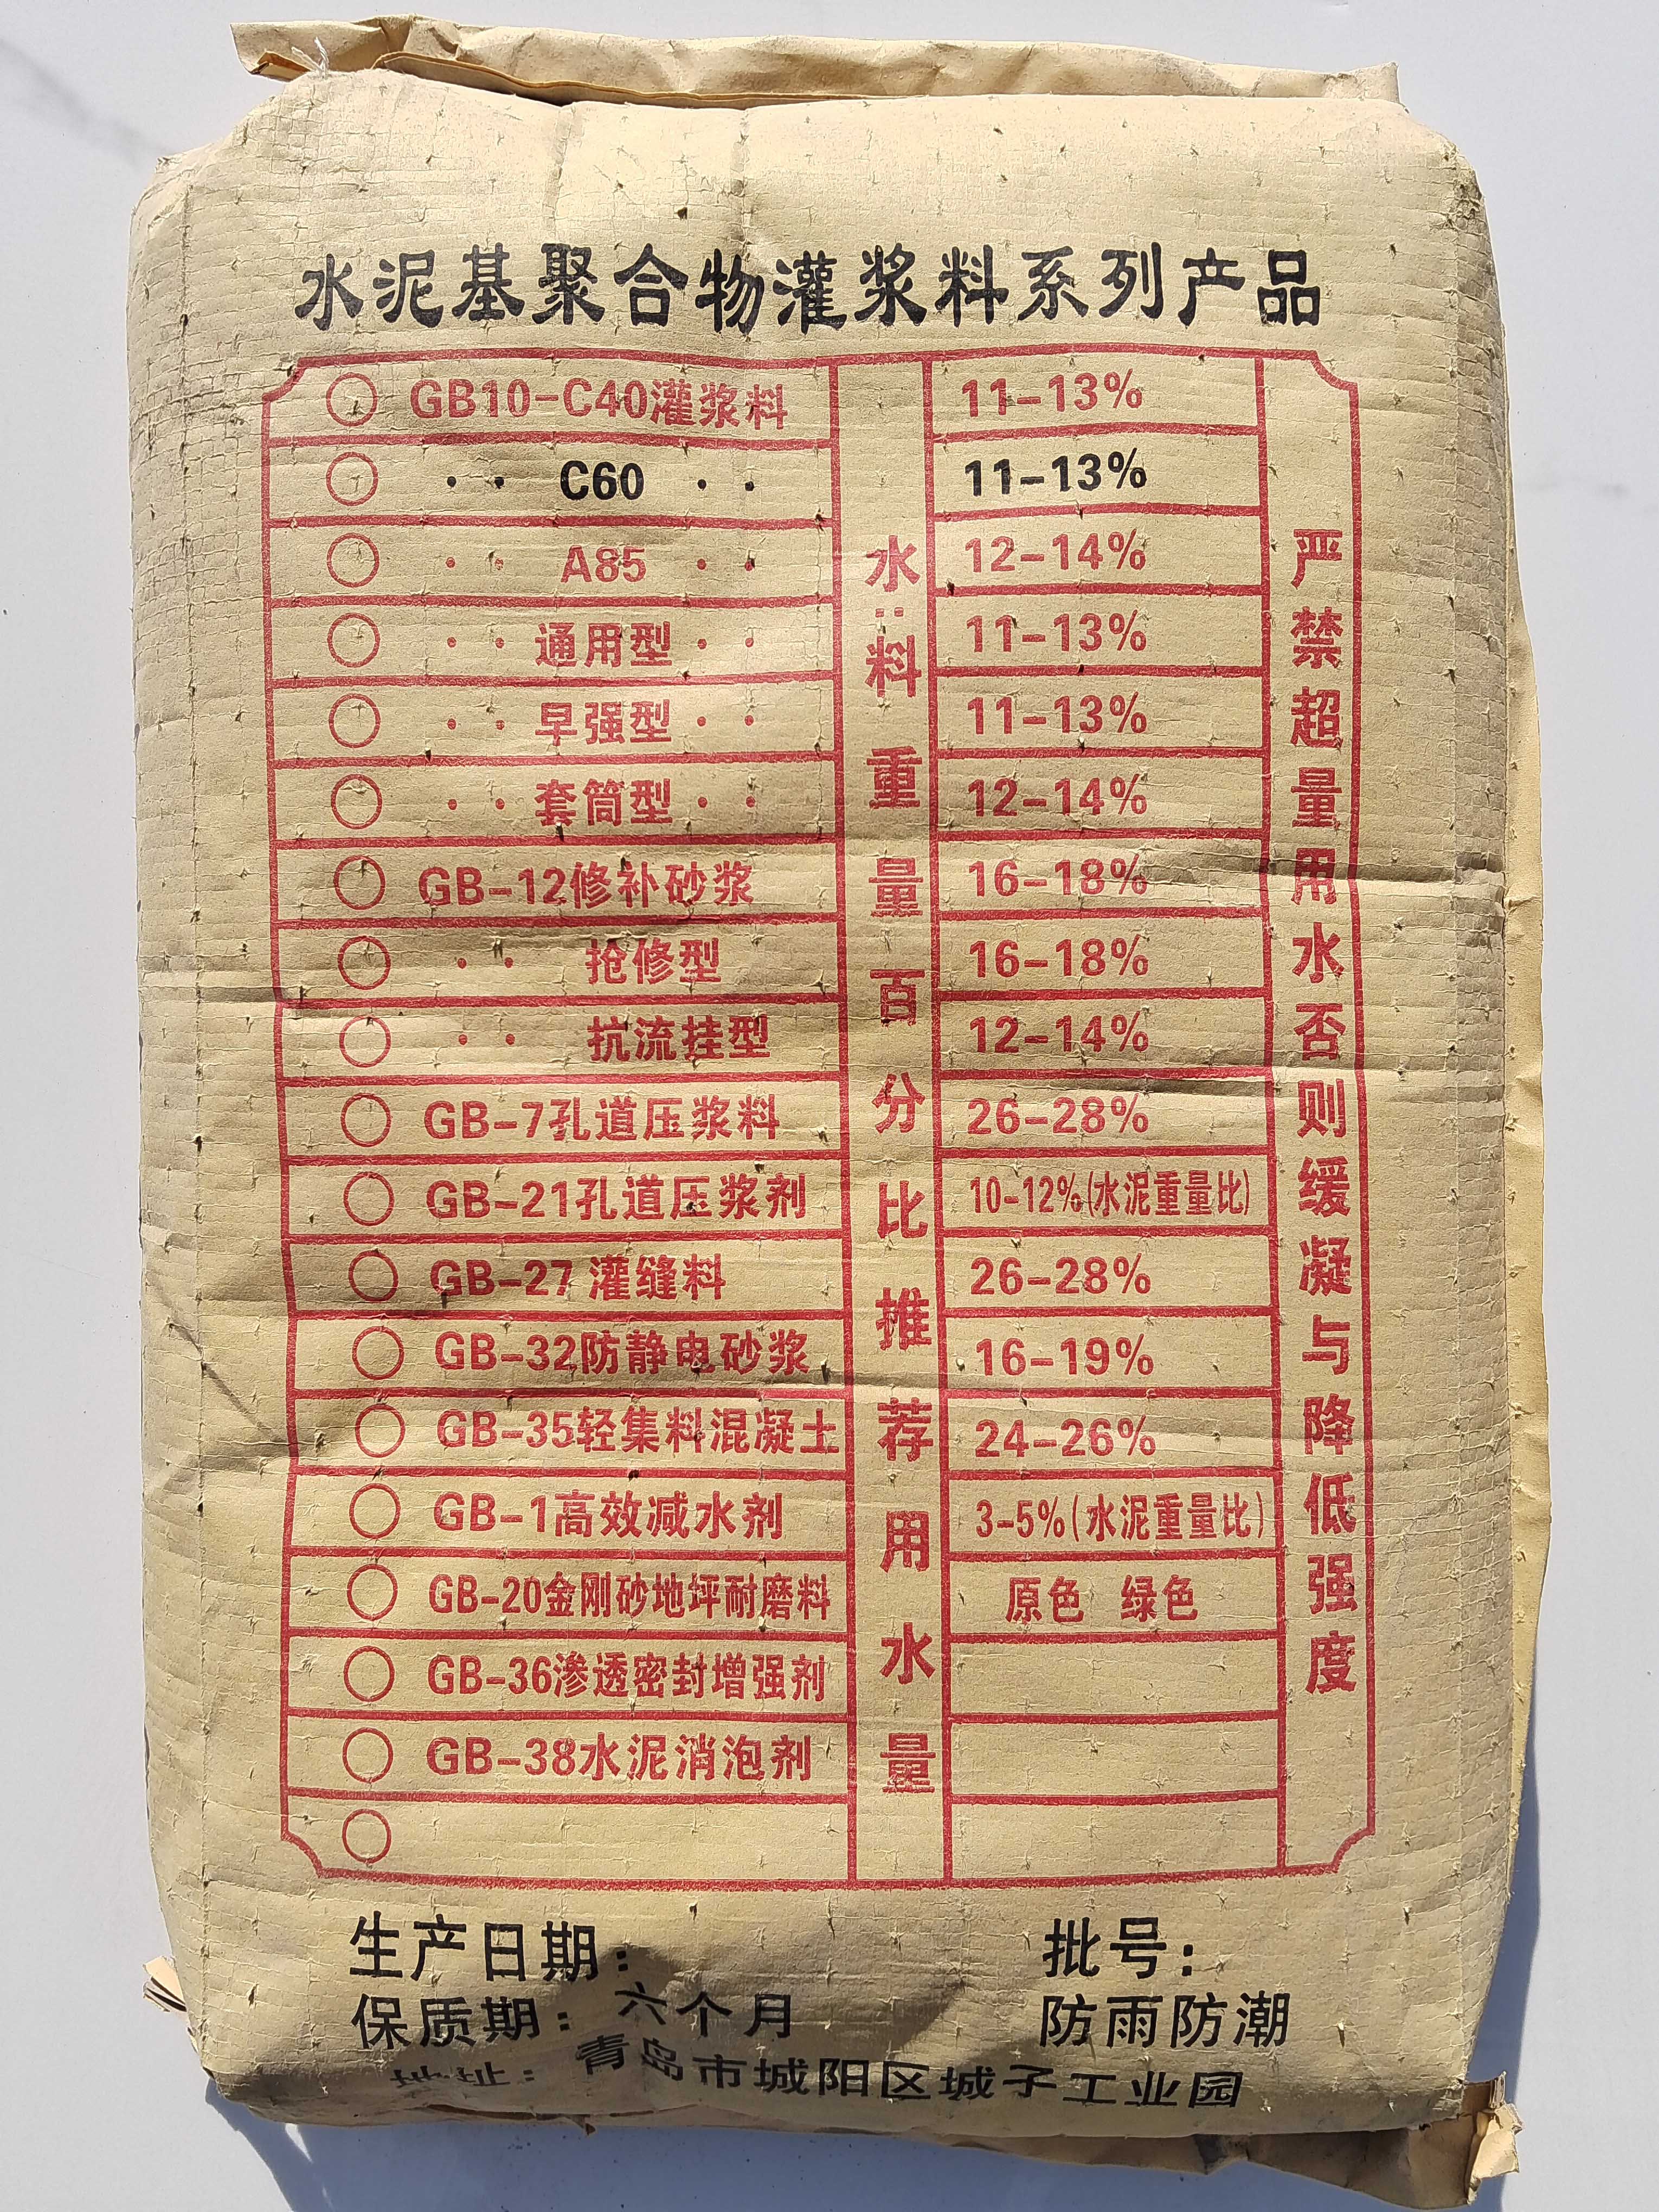 水泥基聚合物灌浆料系列产品
GB10-C40灌浆料 11-13%
·· C60 ·· 11-13%
·· A85 ·· 12-14%
·· 通用型 ·· 11-13%
·· 早强型 ·· 11-13%
·· 套筒型 ·· 12-14%
GB-12修补砂浆 16-18%
·· 抢修型 16-18%
·· 抗流挂型 12-14%
GB-7孔道压浆料 26-28%
GB-21孔道压浆剂 10-12%(水泥重量比)
GB-27灌缝料 26-28%
GB-32防静电砂浆 16-19%
GB-35轻集料混凝土 24-26%
GB-1高效减水剂 3-5%(水泥重量比)
GB-20金刚砂地坪耐磨料 原色 绿色
GB-36渗透密封增强剂
GB-38水泥消泡剂
水:料重量百分比推荐用水量
严禁超量用水否则缓凝与降低强度
生产日期: 批号:
保质期:六个月 防雨防潮
地址:青岛市城阳区城子工业园